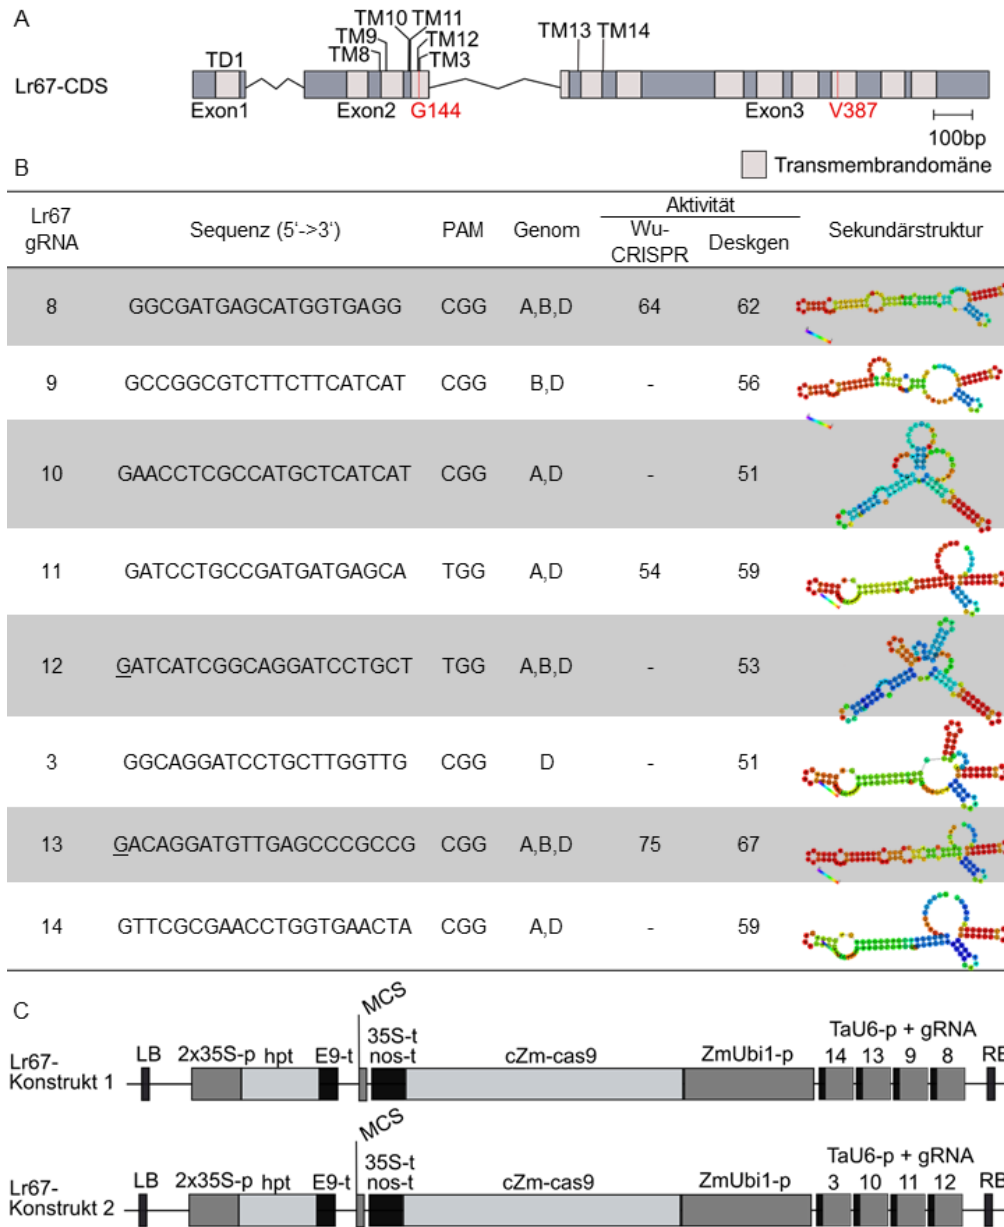 A
TM10 TM11
TM9 TM12
TD1 TM8 TM3 TM13 TM14
Lr67-CDS
Exon1 Exon2 G144 Exon3 V387
100bp
Transmembrandomäne
B
Lr67 gRNA Sequenz (5‘->3‘) PAM Genom Aktivität Wu-CRISPR Deskgen Sekundärstruktur
8 GGCGATGAGCATGGTGAGG CGG A,B,D 64 62
9 GCCGGCGTCTTCTTCATCAT CGG B,D - 56
10 GAACCTCGCCATGCTCATCAT CGG A,D - 51
11 GATCCTGCCGATGATGAGCA TGG A,D 54 59
12 GATCATCGGCAGGATCCTGCT TGG A,B,D - 53
3 GGCAGGATCCTGCTTGGTTG CGG D - 51
13 GACAGGATGTTGAGCCCGCCG CGG A,B,D 75 67
14 GTTCGCGAACCTGGTGAACTA CGG A,D - 59
C
MCS
35S-t TaU6-p + gRNA
LB 2x35S-p hpt E9-t nos-t cZm-cas9 ZmUbi1-p 14 13 9 8 RB
Lr67-
Konstrukt 1
MCS
35S-t TaU6-p + gRNA
LB 2x35S-p hpt E9-t nos-t cZm-cas9 ZmUbi1-p 3 10 11 12 RB
Lr67-
Konstrukt 2